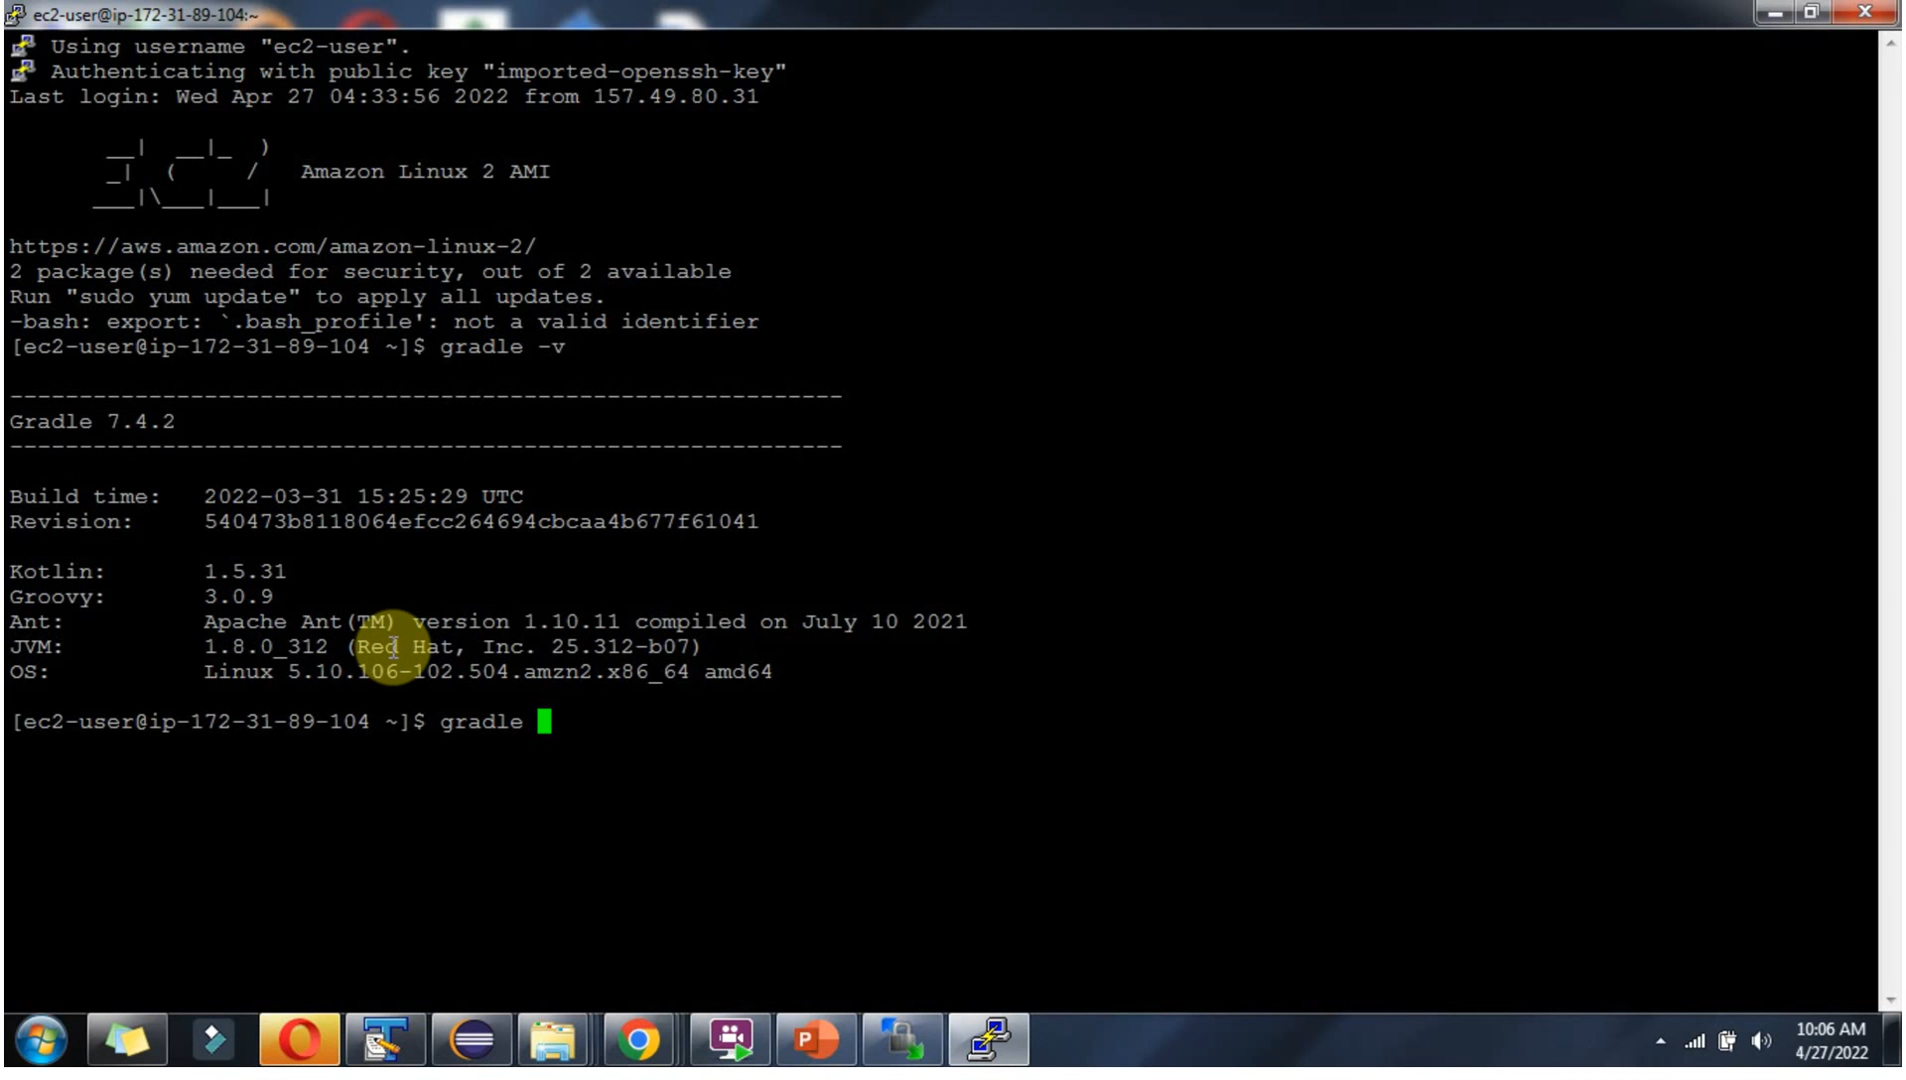 ec2-user@ip-172-31-89-104:~
Using username "ec2-user".
Authenticating with public key "imported-openssh-key"
Last login: Wed Apr 27 04:33:56 2022 from 157.49.80.31
       __|  __|_  )
       _|  (     /   Amazon Linux 2 AMI
      ___|\___|___|
https://aws.amazon.com/amazon-linux-2/
2 package(s) needed for security, out of 2 available
Run "sudo yum update" to apply all updates.
-bash: export: `.bash_profile': not a valid identifier
[ec2-user@ip-172-31-89-104 ~]$ gradle -v
------------------------------------------------------------
Gradle 7.4.2
------------------------------------------------------------
Build time:   2022-03-31 15:25:29 UTC
Revision:     540473b8118064efcc264694cbcaa4b677f61041
Kotlin:       1.5.31
Groovy:       3.0.9
Ant:          Apache Ant(TM) version 1.10.11 compiled on July 10 2021
JVM:          1.8.0_312 (Red Hat, Inc. 25.312-b07)
OS:           Linux 5.10.106-102.504.amzn2.x86_64 amd64
[ec2-user@ip-172-31-89-104 ~]$ gradle
10:06 AM
4/27/2022